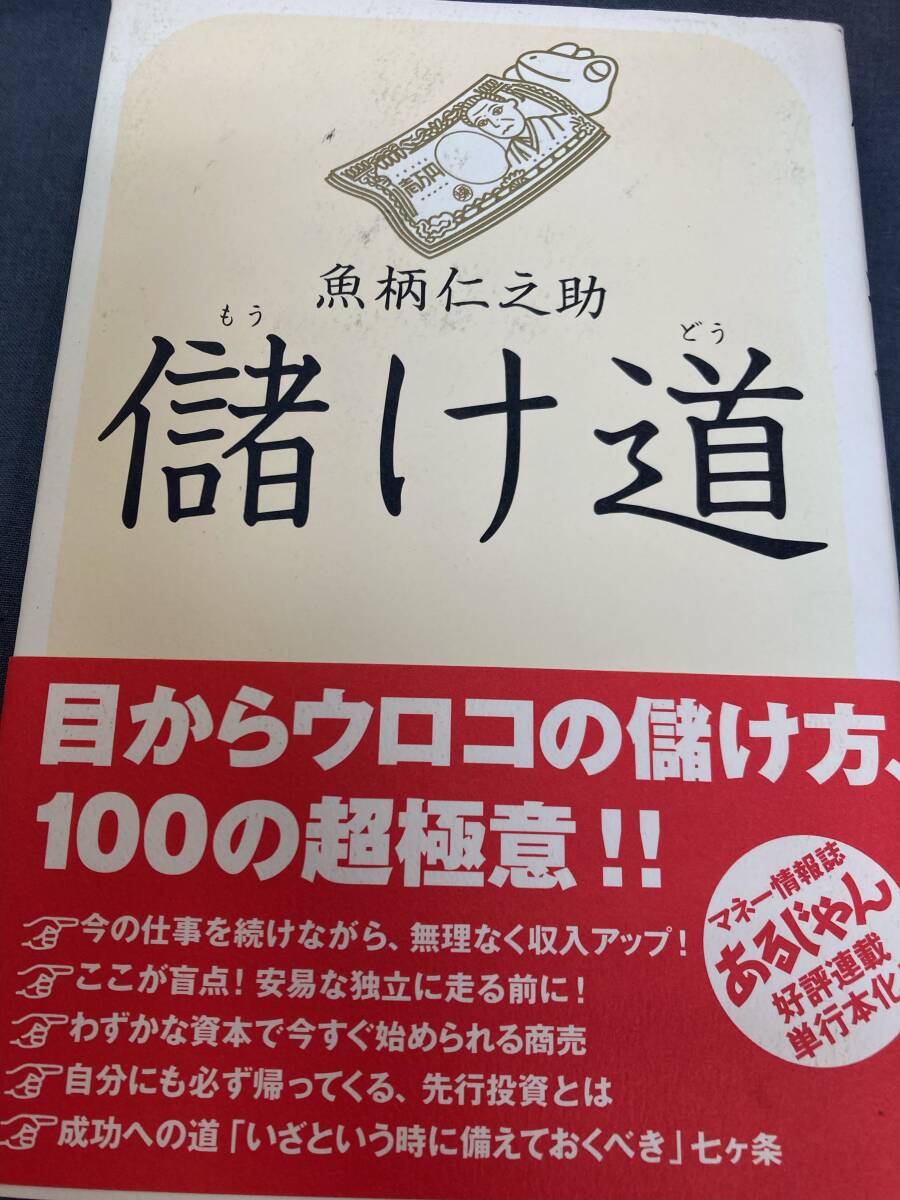 壱万円
魚柄仁之助
もう
どう
儲け道
目からウロコの儲け方、
100の超極意!!
マネー情報誌
あるじゃん
好評連載
単行本化!
今の仕事を続けながら、無理なく収入アップ!
ここが盲点!安易な独立に走る前に!
わずかな資本で今すぐ始められる商売
自分にも必ず帰ってくる、先行投資とは
成功への道「いざという時に備えておくべき」七ヶ条